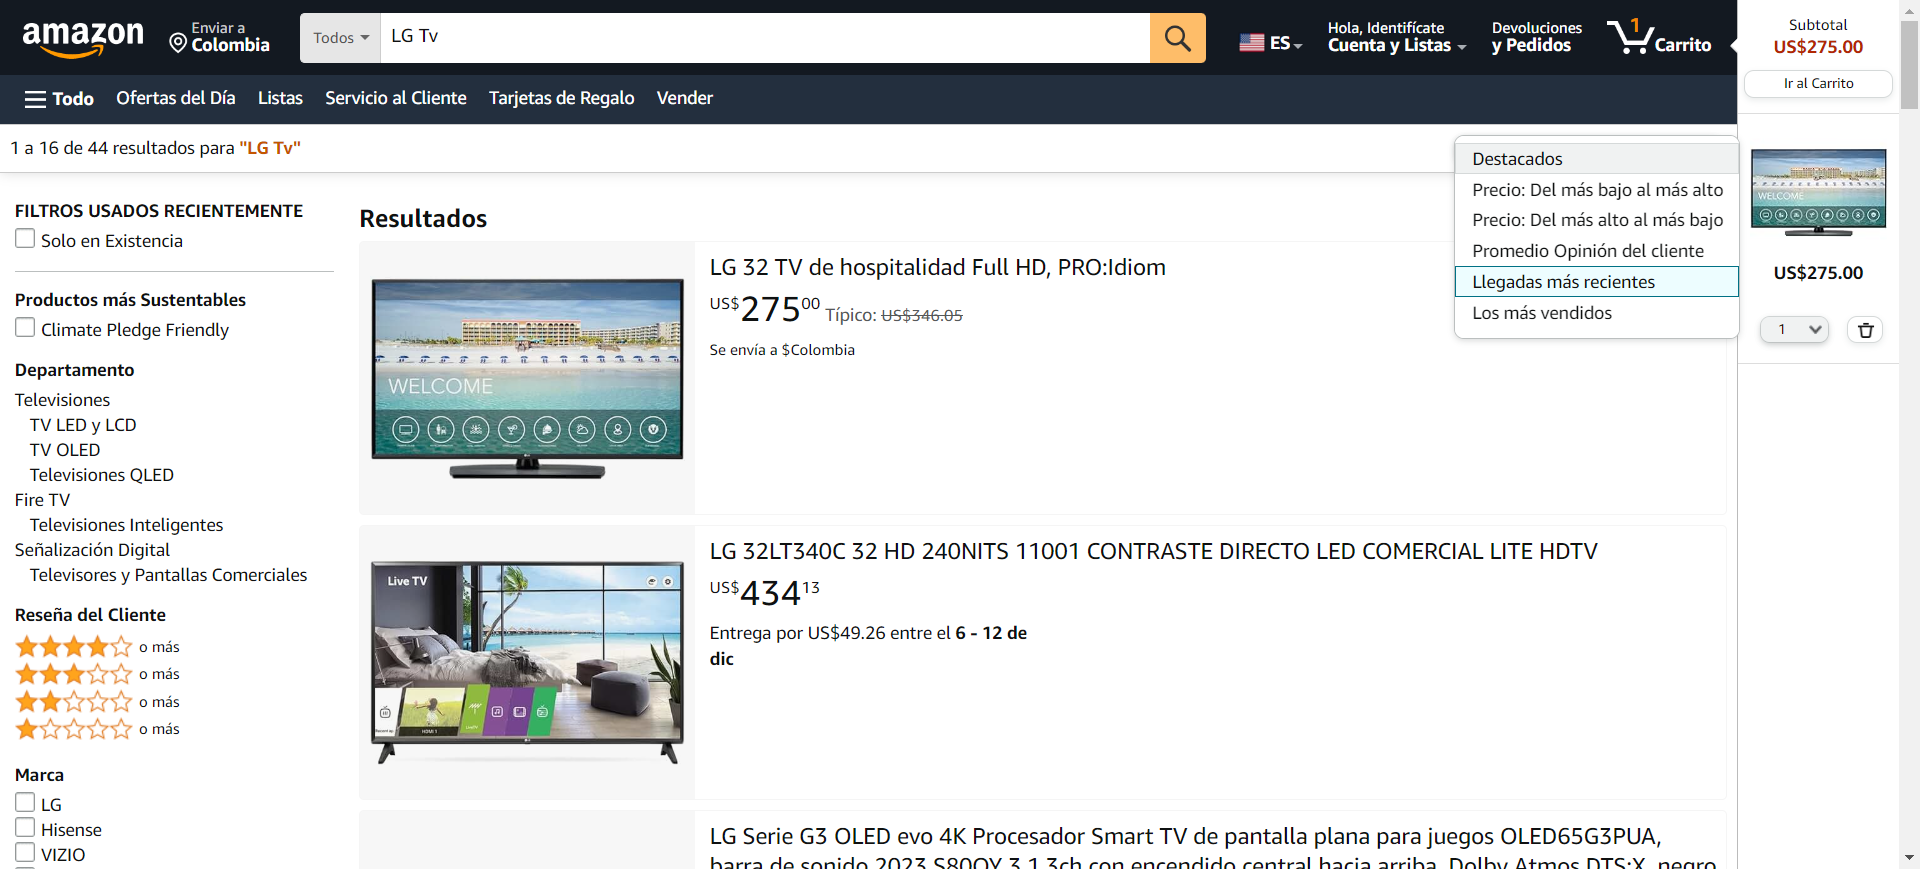 amazon
Enviar a
Colombia
Todos
LG Tv
ES
Hola, Identifícate
Cuenta y Listas
Devoluciones
y Pedidos
1
Carrito
Subtotal
US$275.00
Ir al Carrito
Todo
Ofertas del Día
Listas
Servicio al Cliente
Tarjetas de Regalo
Vender
1 a 16 de 44 resultados para "LG Tv"
Destacados
Precio: Del más bajo al más alto
Precio: Del más alto al más bajo
Promedio Opinión del cliente
Llegadas más recientes
Los más vendidos
WELCOME
US$275.00
1
FILTROS USADOS RECIENTEMENTE
Solo en Existencia
Productos más Sustentables
Climate Pledge Friendly
Departamento
Televisiones
TV LED y LCD
TV OLED
Televisiones QLED
Fire TV
Televisiones Inteligentes
Señalización Digital
Televisores y Pantallas Comerciales
Reseña del Cliente
o más
o más
o más
o más
Marca
LG
Hisense
VIZIO
Resultados
WELCOME
LG 32 TV de hospitalidad Full HD, PRO:Idiom
US$27500 Típico: US$346.05
Se envía a $Colombia
Live TV
HDMI 1
LG 32LT340C 32 HD 240NITS 11001 CONTRASTE DIRECTO LED COMERCIAL LITE HDTV
US$43413
Entrega por US$49.26 entre el 6 - 12 de
dic
LG Serie G3 OLED evo 4K Procesador Smart TV de pantalla plana para juegos OLED65G3PUA,
barra de sonido 2023 S80QY 3.1.3ch con encendido central hacia arriba, Dolby Atmos DTS:X, negro